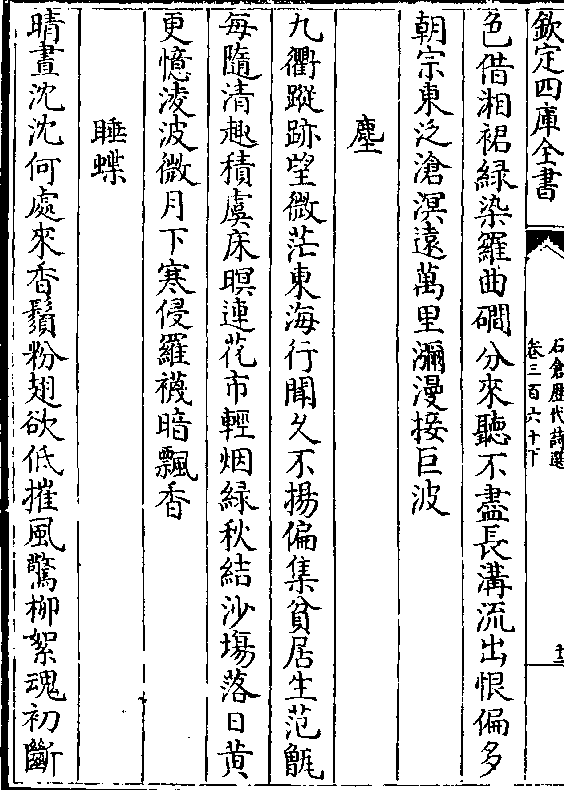 欽定四庫全書
石倉歴代詩選
卷三百六十下
色借湘裙緑染羅曲磵分來聽不盡長溝流出恨偏多
朝宗東泛滄溟遠萬里瀰漫接巨波
塵
九衢蹤跡望微茫東海行聞久不揚偏集貧居生范甑
每隨清趣積虞床暝連花市輕烟緑秋結沙塲落日黄
更憶淩波微月下寒侵羅襪暗飄香
睡蝶
晴晝沈沈何處來香鬚粉翅欲低摧風驚柳絮魂初斷